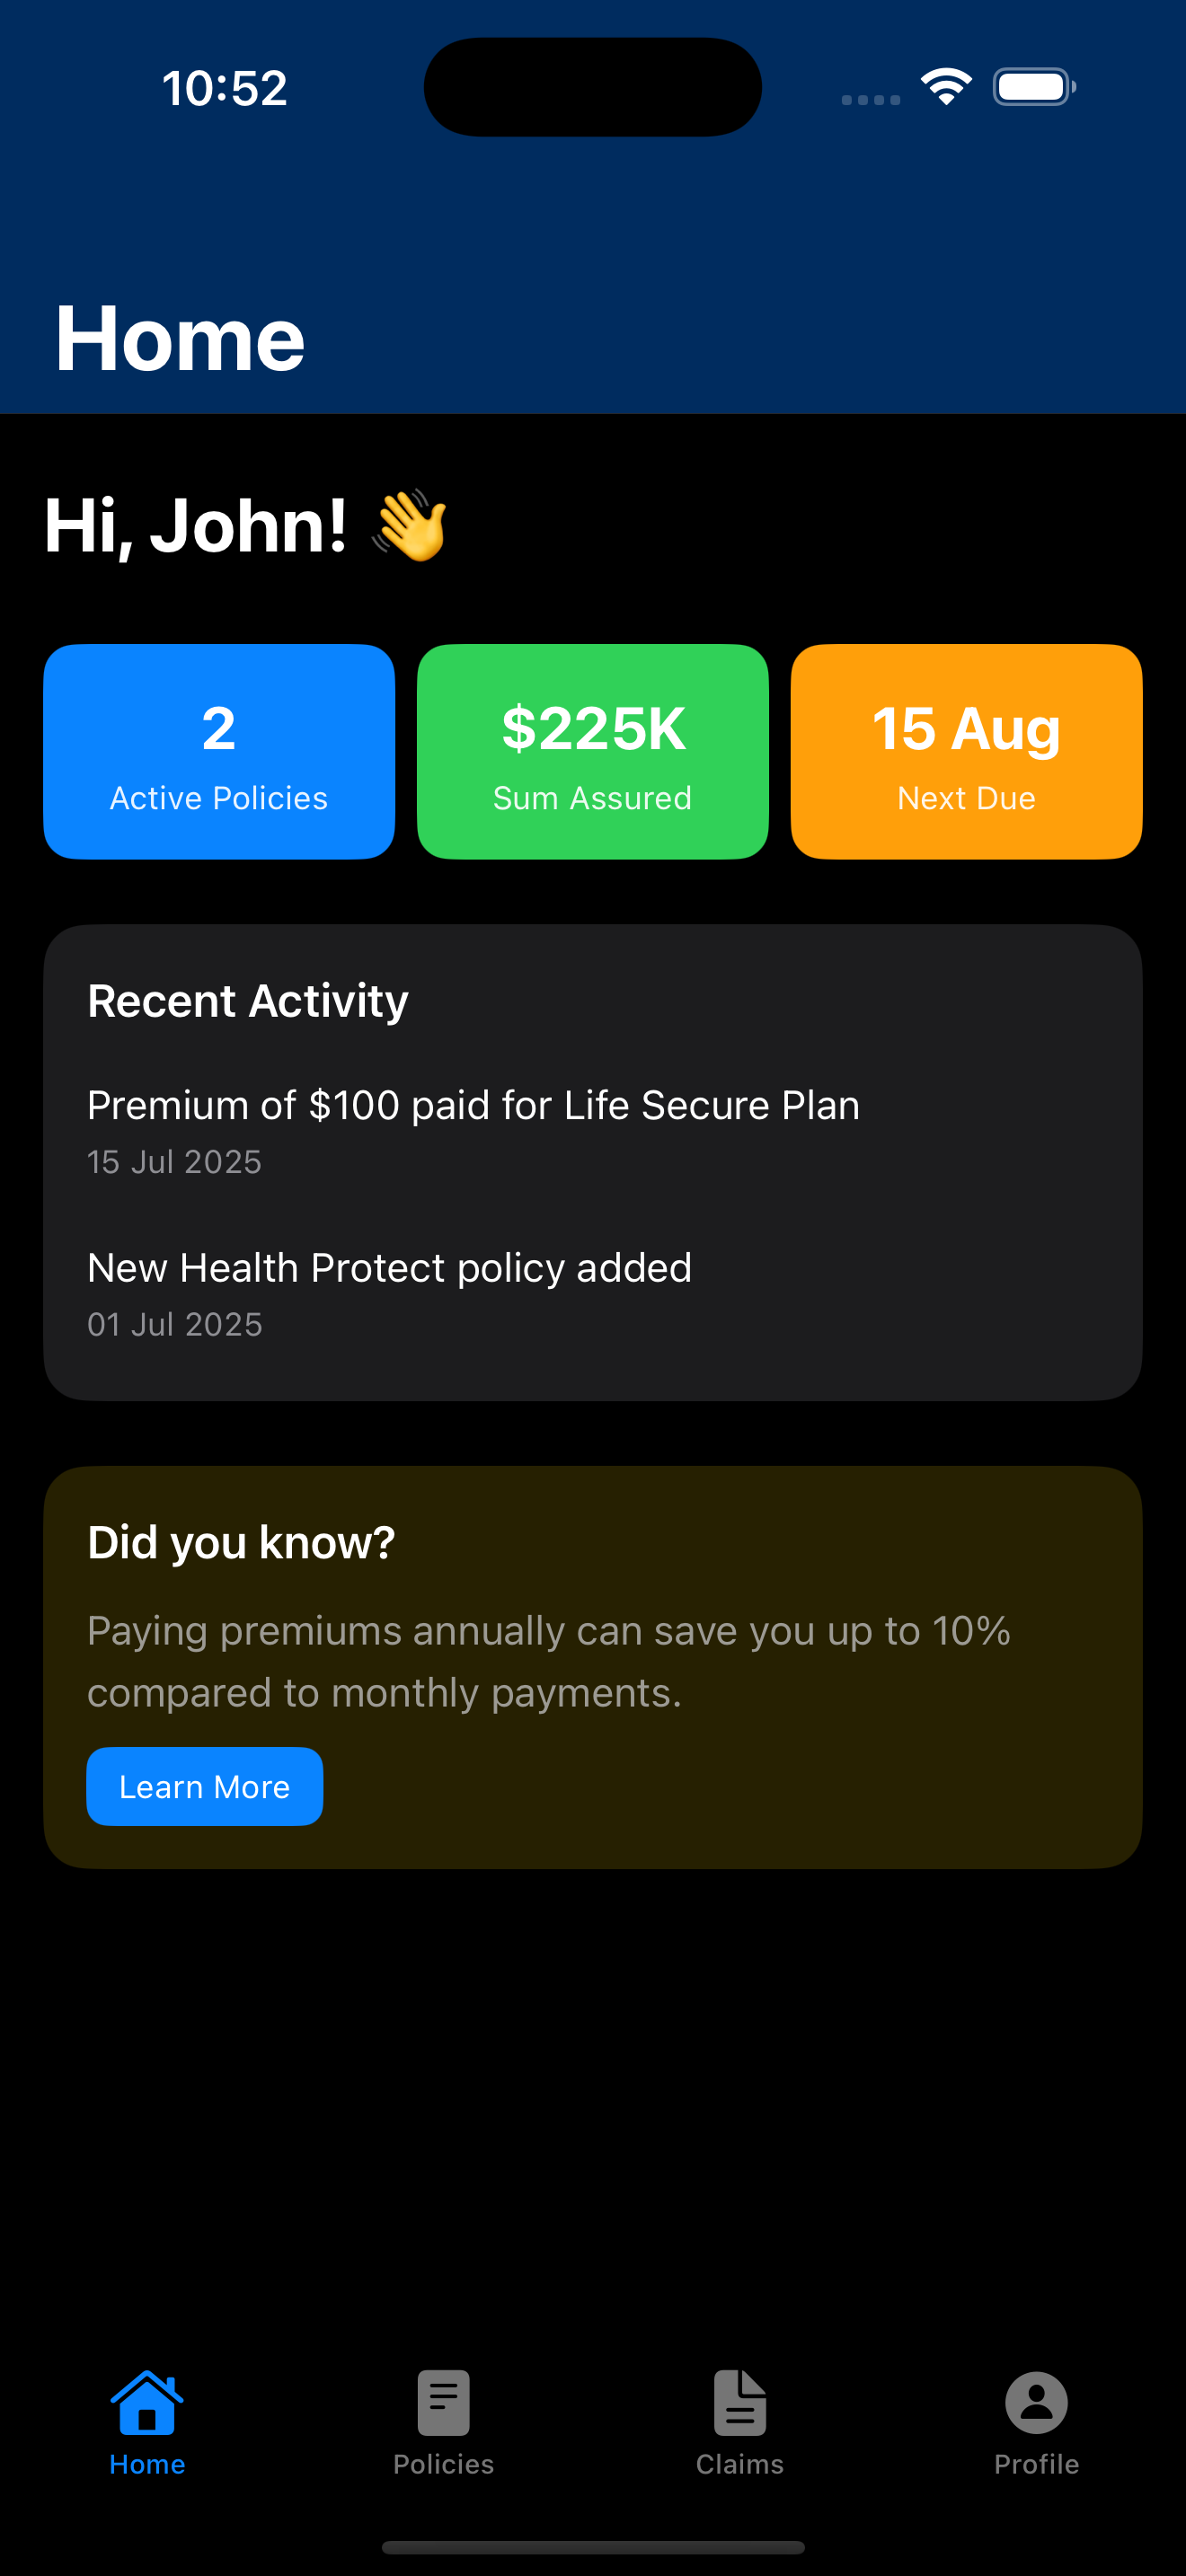 10:52
Home
Hi, John! 👋
2
Active Policies
$225K
Sum Assured
15 Aug
Next Due
Recent Activity
Premium of $100 paid for Life Secure Plan
15 Jul 2025
New Health Protect policy added
01 Jul 2025
Did you know?
Paying premiums annually can save you up to 10%
compared to monthly payments.
Learn More
Home
Policies
Claims
Profile